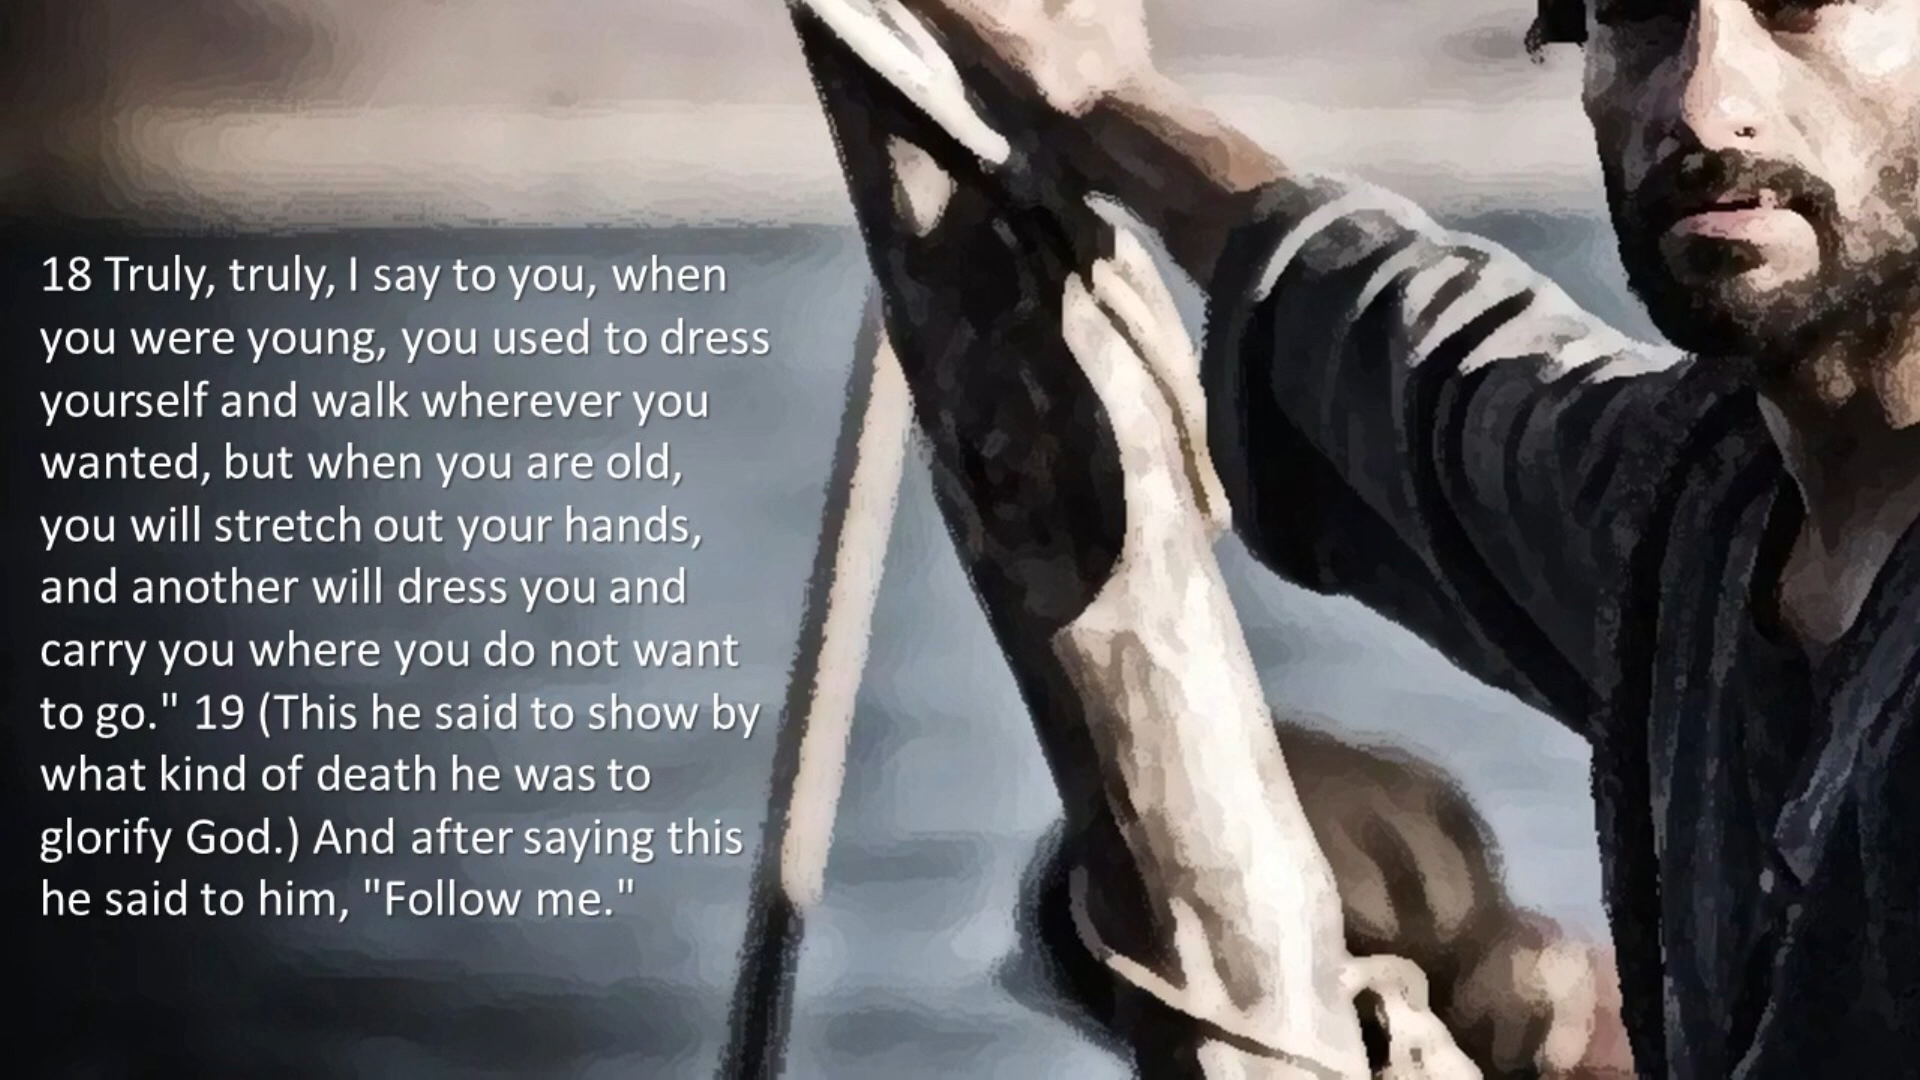 18 Truly, truly, I say to you, when
you were young, you used to dress
yourself and walk wherever you
wanted, but when you are old,
you will stretch out your hands,
and another will dress you and
carry you where you do not want
to go." 19 (This he said to show by
what kind of death he was to
glorify God.) And after saying this
he said to him, "Follow me."